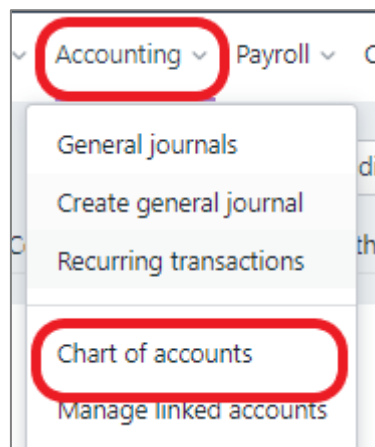 Accounting Payroll
General journals
Create general journal
Recurring transactions
Chart of accounts
Manage linked accounts